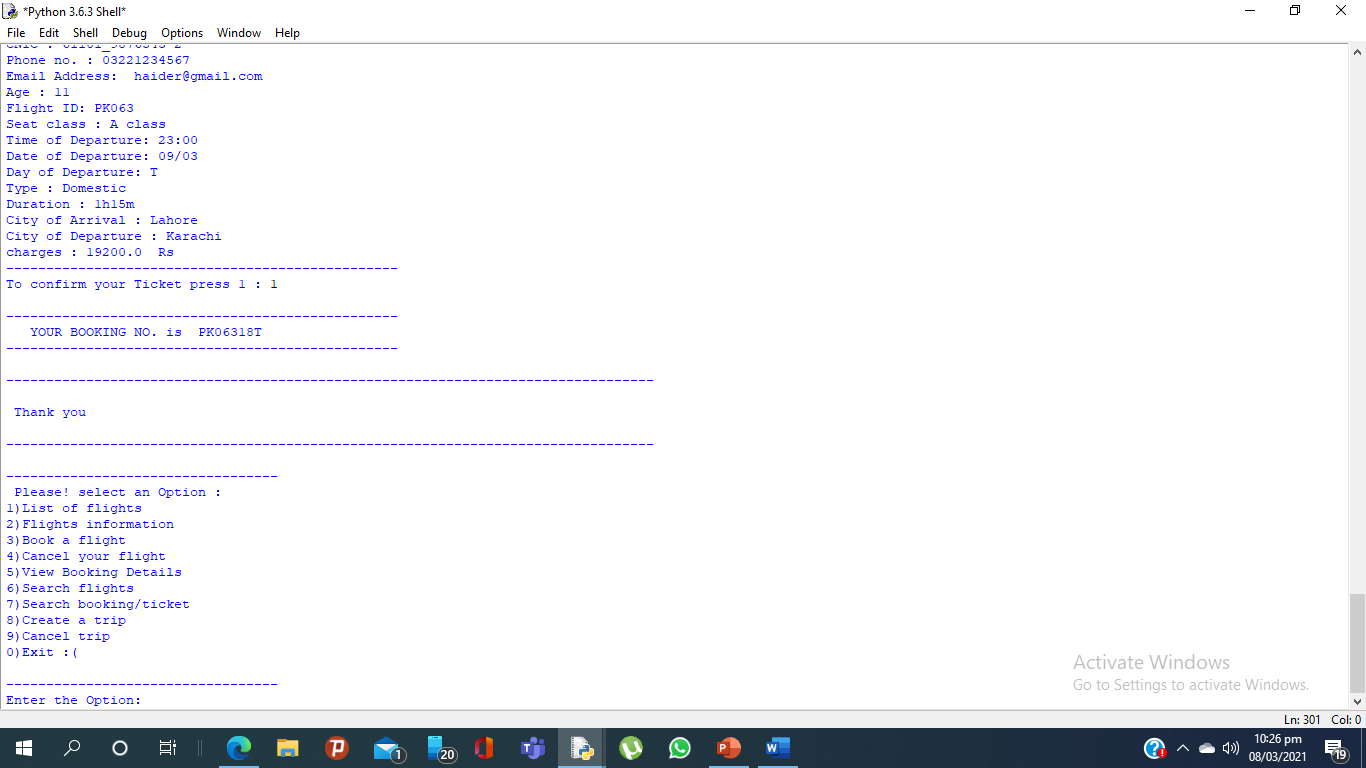 *Python 3.6.3 Shell*
File Edit Shell Debug Options Window Help
Phone no. : 03221234567
Email Address:  haider@gmail.com
Age : 11
Flight ID: PK063
Seat class : A class
Time of Departure: 23:00
Date of Departure: 09/03
Day of Departure: T
Type : Domestic
Duration : 1h15m
City of Arrival : Lahore
City of Departure : Karachi
charges : 19200.0  Rs
-------------------------------------------------
To confirm your Ticket press 1 : 1
-------------------------------------------------
YOUR BOOKING NO. is  PK06318T
-------------------------------------------------
---------------------------------------------------------------------------------
Thank you
---------------------------------------------------------------------------------
----------------------------------
Please! select an Option :
1)List of flights
2)Flights information
3)Book a flight
4)Cancel your flight
5)View Booking Details
6)Search flights
7)Search booking/ticket
8)Create a trip
9)Cancel trip
0)Exit :(
----------------------------------
Enter the Option:
Activate Windows
Go to Settings to activate Windows.
Ln: 301 Col: 0
1 20 10:26 pm
08/03/2021 19